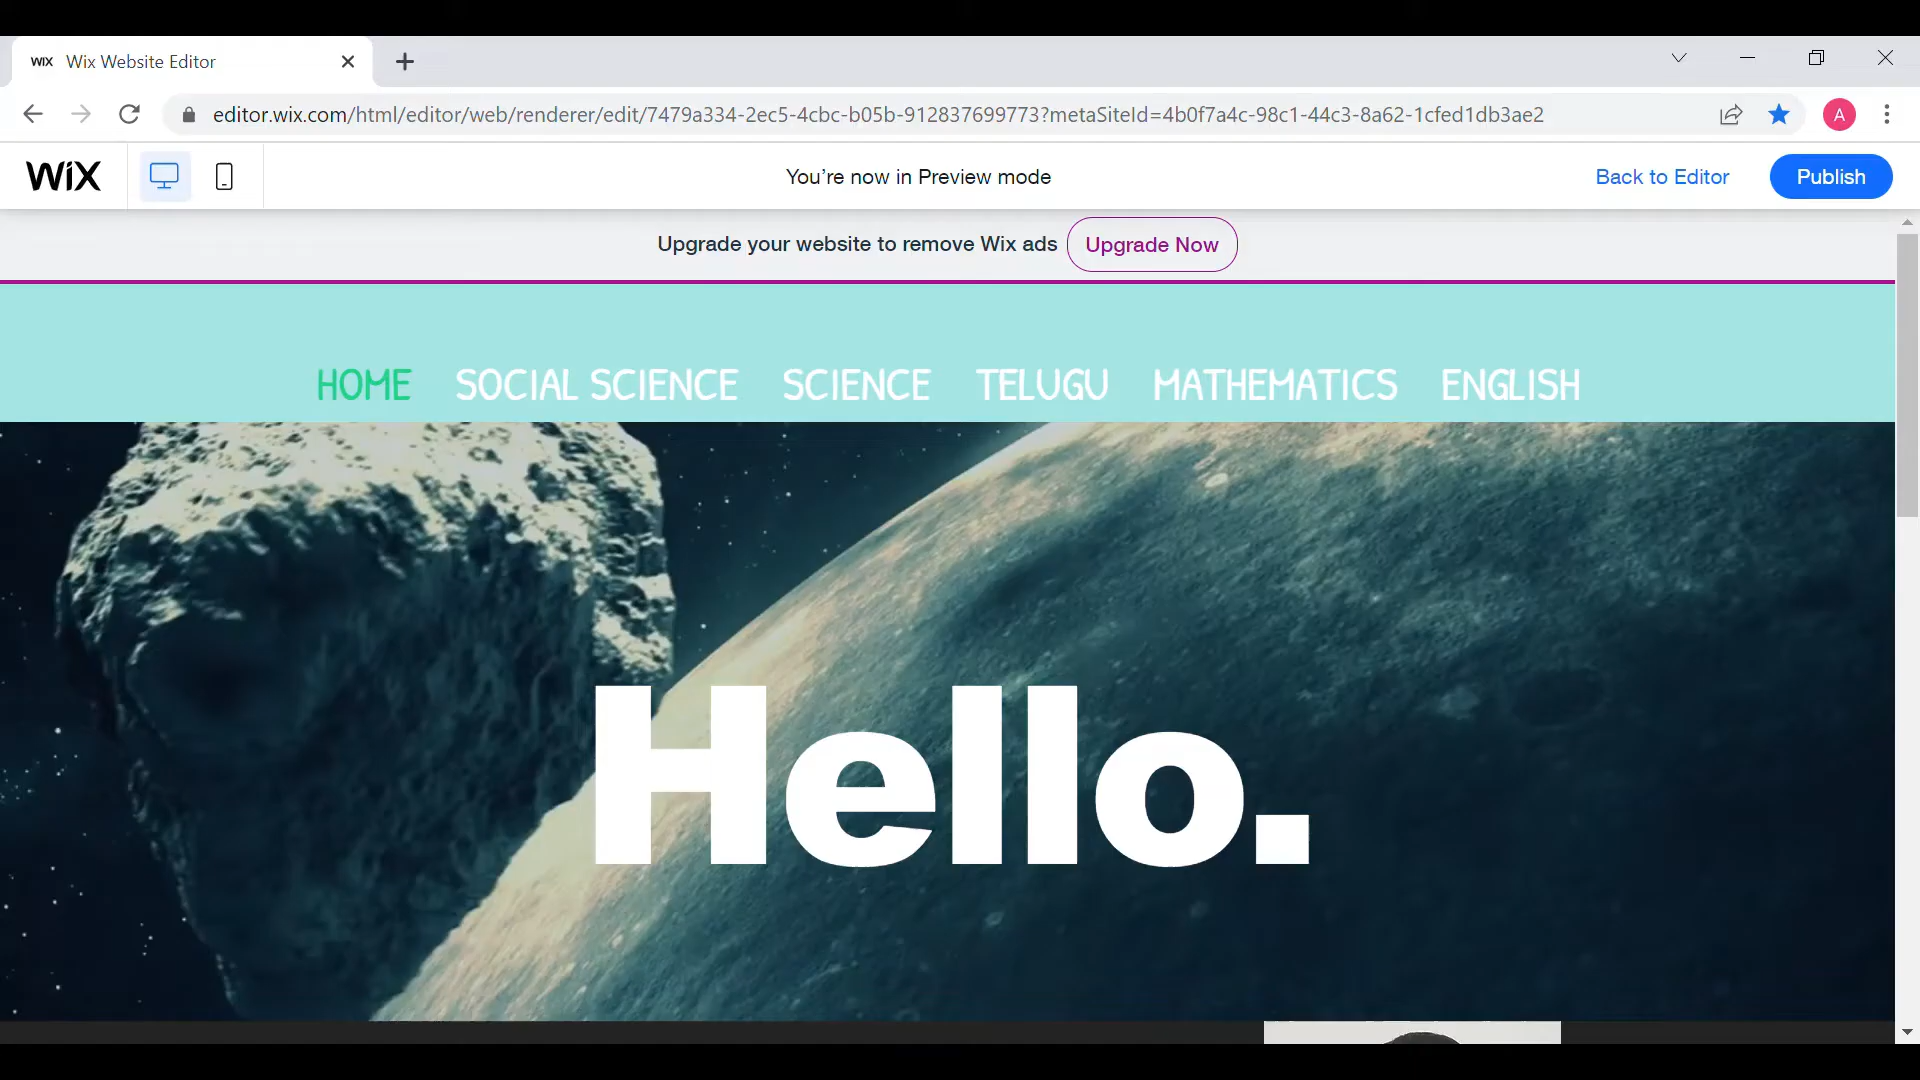 WIX Wix Website Editor
editor.wix.com/html/editor/web/renderer/edit/7479a334-2ec5-4cbc-b05b-912837699773?metaSiteId=4b0f7a4c-98c1-44c3-8a62-1cfed1db3ae2 A
WiX You're now in Preview mode Back to Editor Publish
Upgrade your website to remove Wix ads Upgrade Now
HOME SOCIAL SCIENCE SCIENCE TELUGU MATHEMATICS ENGLISH
Hello.